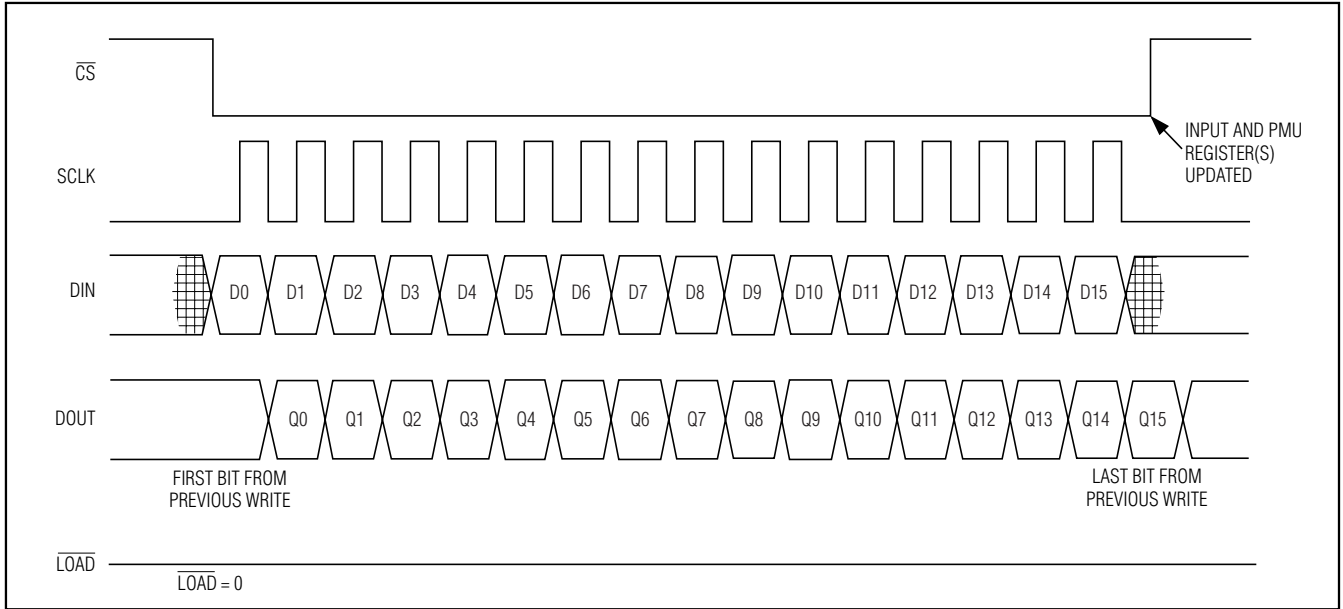 CS
INPUT AND PMU
REGISTER(S)
UPDATED
SCLK
DIN D0 D1 D2 D3 D4 D5 D6 D7 D8 D9 D10 D11 D12 D13 D14 D15
DOUT Q0 Q1 Q2 Q3 Q4 Q5 Q6 Q7 Q8 Q9 Q10 Q11 Q12 Q13 Q14 Q15
FIRST BIT FROM
PREVIOUS WRITE
LAST BIT FROM
PREVIOUS WRITE
LOAD
LOAD = 0